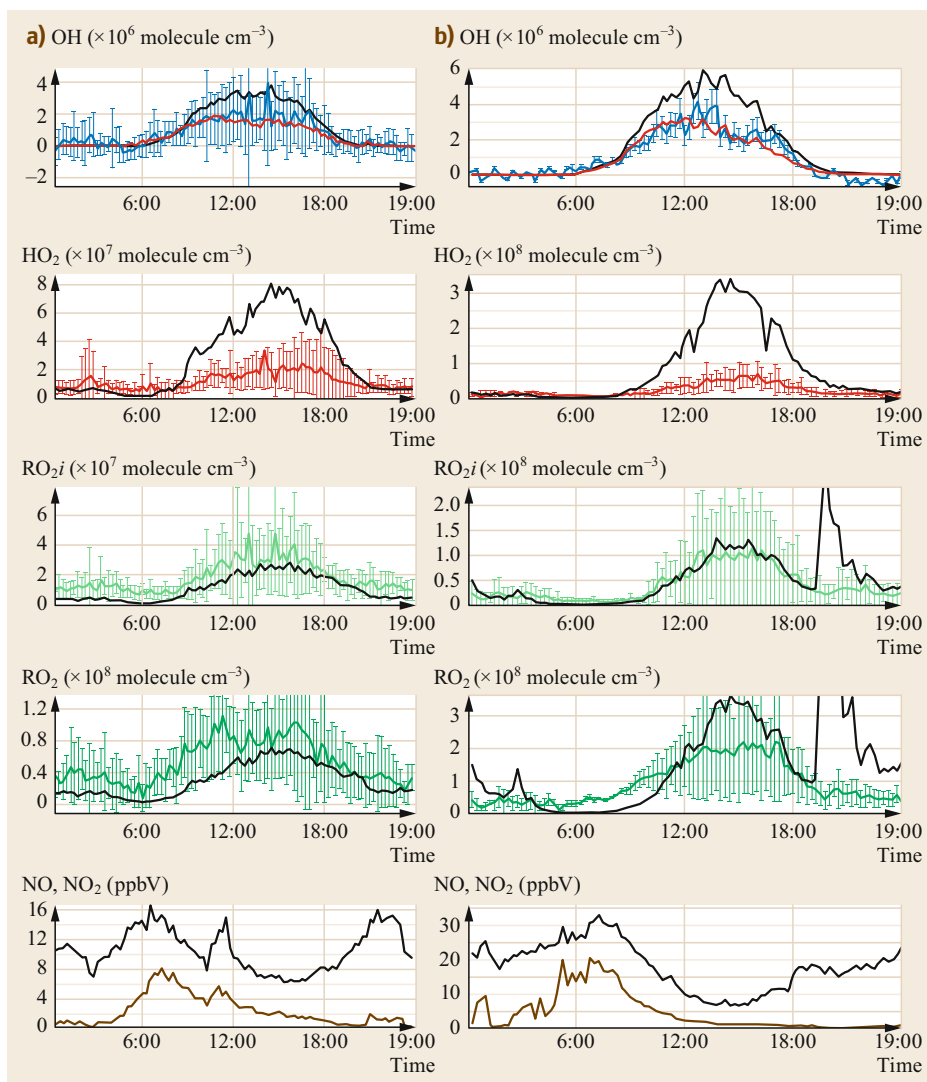 a) OH (×10⁶ molecule cm⁻³)
4
2
0
−2
6:00 12:00 18:00 19:00
Time
HO₂ (×10⁷ molecule cm⁻³)
8
6
4
2
0
6:00 12:00 18:00 19:00
Time
RO₂i (×10⁷ molecule cm⁻³)
6
4
2
0
6:00 12:00 18:00 19:00
Time
RO₂ (×10⁸ molecule cm⁻³)
1.2
0.8
0.4
0
6:00 12:00 18:00 19:00
Time
NO, NO₂ (ppbV)
16
12
8
4
0
6:00 12:00 18:00 19:00
Time
b) OH (×10⁶ molecule cm⁻³)
6
4
2
0
6:00 12:00 18:00 19:00
Time
HO₂ (×10⁸ molecule cm⁻³)
3
2
1
0
6:00 12:00 18:00 19:00
Time
RO₂i (×10⁸ molecule cm⁻³)
2.0
1.0
0.5
0
6:00 12:00 18:00 19:00
Time
RO₂ (×10⁸ molecule cm⁻³)
3
2
1
0
6:00 12:00 18:00 19:00
Time
NO, NO₂ (ppbV)
30
20
10
0
6:00 12:00 18:00 19:00
Time